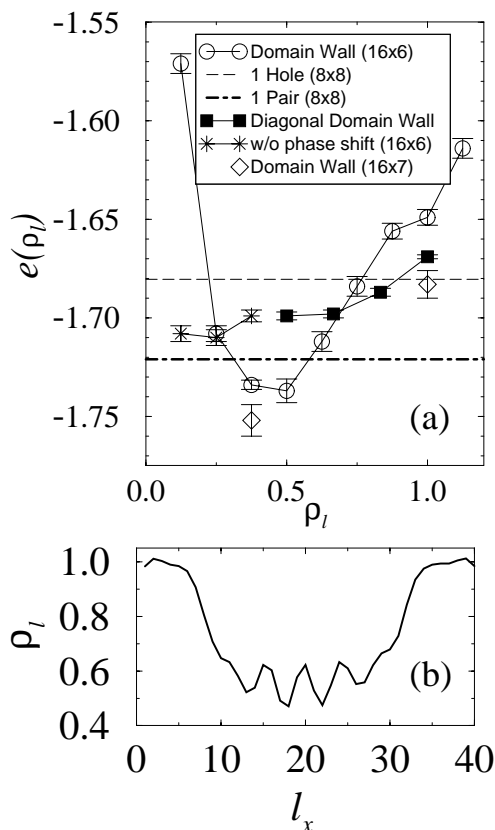 -1.55
Domain Wall (16x6)
1 Hole (8x8)
1 Pair (8x8)
Diagonal Domain Wall
w/o phase shift (16x6)
Domain Wall (16x7)
-1.60
-1.65
e(ρl)
-1.70
-1.75
(a)
0.0 0.5 1.0
ρl
1.0
0.8
ρl
0.6
0.4
(b)
0 10 20 30 40
lx